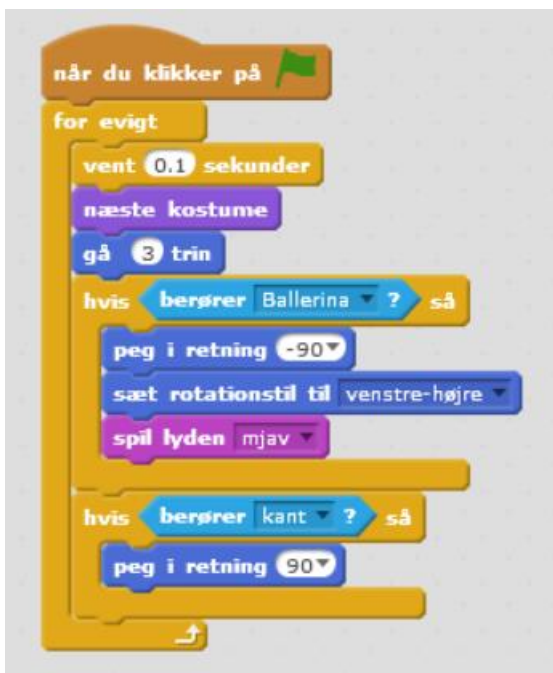 når du klikker på
for evigt
vent 0.1 sekunder
næste kostume
gå 3 trin
hvis berører Ballerina ? så
peg i retning -90
sæt rotationstil til venstre-højre
spil lyden mjav
hvis berører kant ? så
peg i retning 90